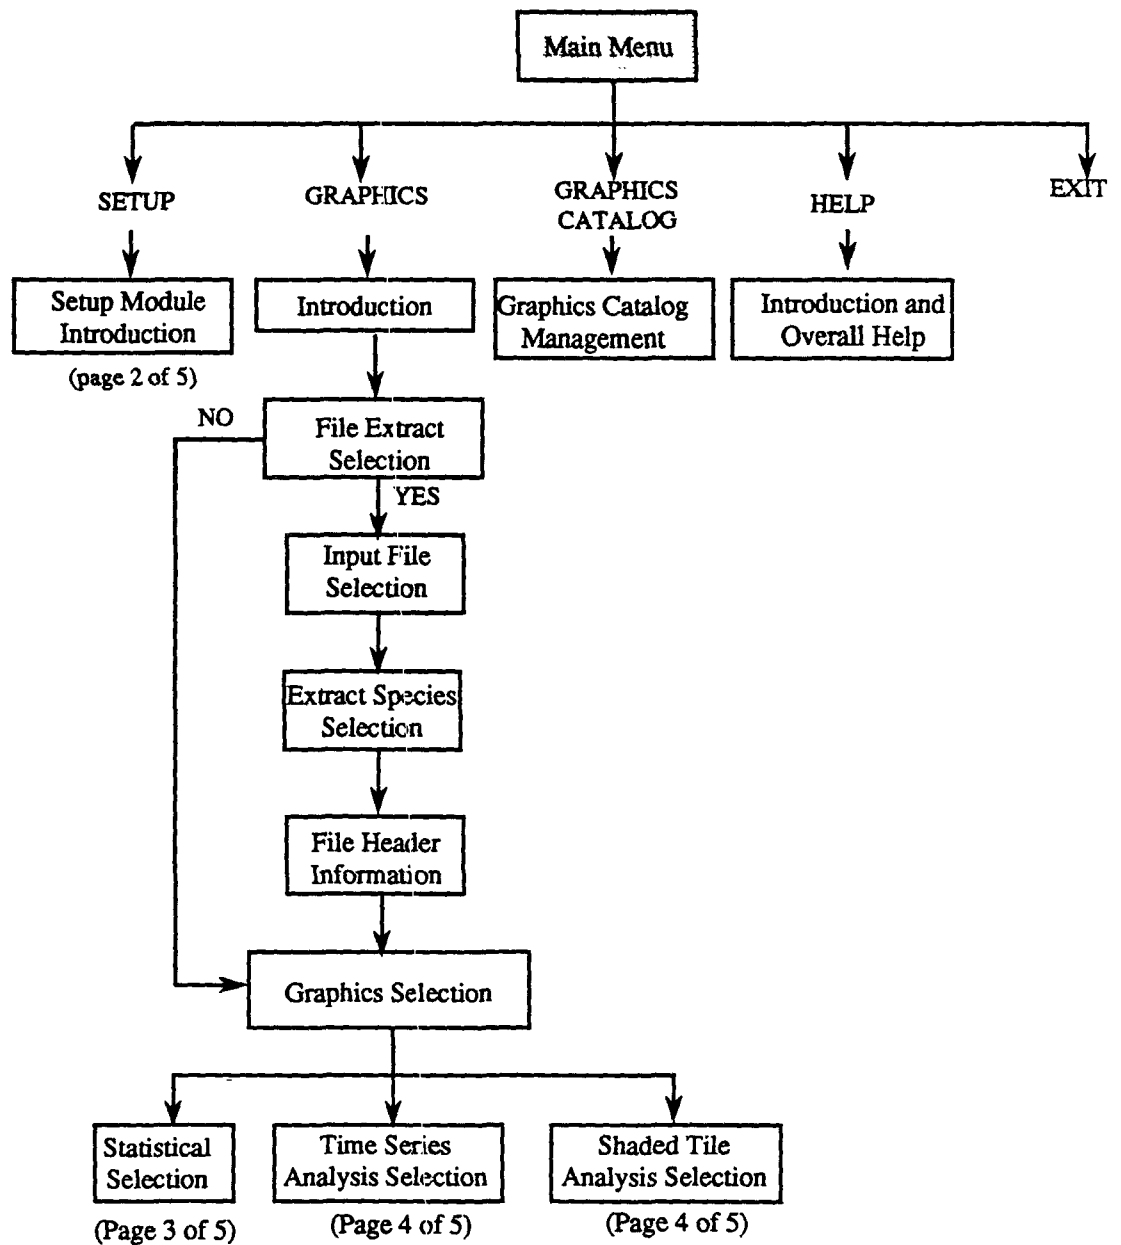 Main Menu
SETUP
GRAPHICS
GRAPHICS
CATALOG
HELP
EXIT
Setup Module
Introduction
(page 2 of 5)
Introduction
Graphics Catalog
Management
Introduction and
Overall Help
NO
File Extract
Selection
YES
Input File
Selection
Extract Species
Selection
File Header
Information
Graphics Selection
Statistical
Selection
(Page 3 of 5)
Time Series
Analysis Selection
(Page 4 of 5)
Shaded Tile
Analysis Selection
(Page 4 of 5)